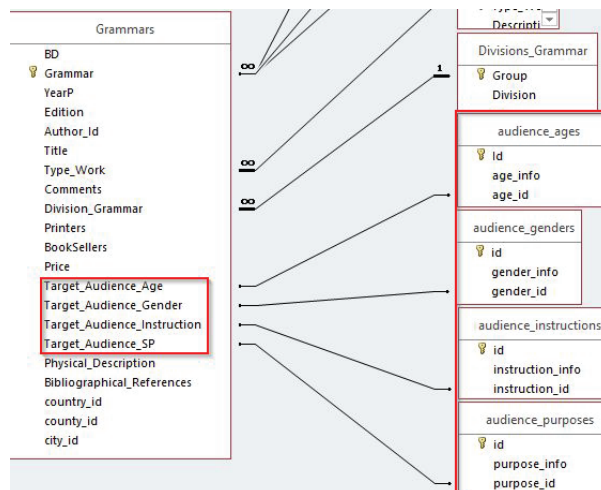 Grammars
BD
Grammar
YearP
Edition
Author_Id
Title
Type_Work
Comments
Division_Grammar
Printers
BookSellers
Price
Target_Audience_Age
Target_Audience_Gender
Target_Audience_Instruction
Target_Audience_SP
Physical_Description
Bibliographical_References
country_id
county_id
city_id
∞
∞
∞
1
Descripti
Divisions_Grammar
Group
Division
audience_ages
Id
age_info
age_id
audience_genders
id
gender_info
gender_id
audience_instructions
id
instruction_info
instruction_id
audience_purposes
id
purpose_info
purpose_id